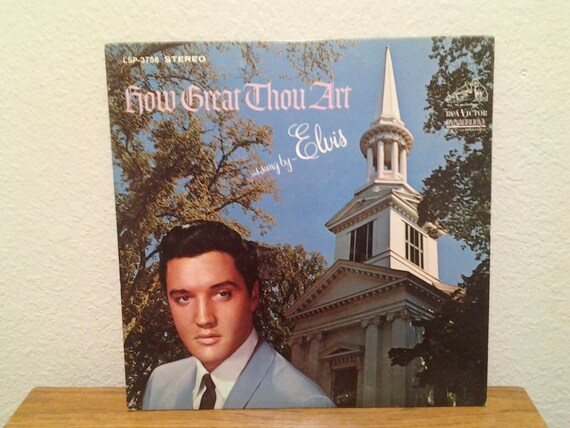 LSP-3758 STEREO
How Great Thou Art
as sung by - Elvis
RCA VICTOR